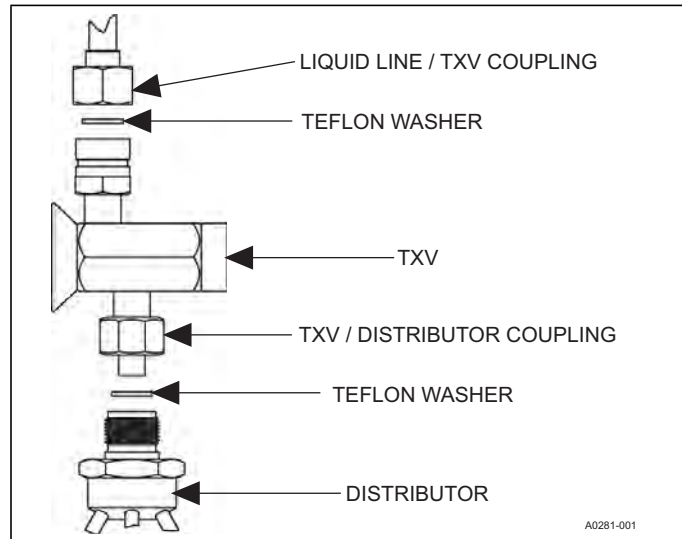 LIQUID LINE / TXV COUPLING
TEFLON WASHER
TXV
TXV / DISTRIBUTOR COUPLING
TEFLON WASHER
DISTRIBUTOR
A0281-001